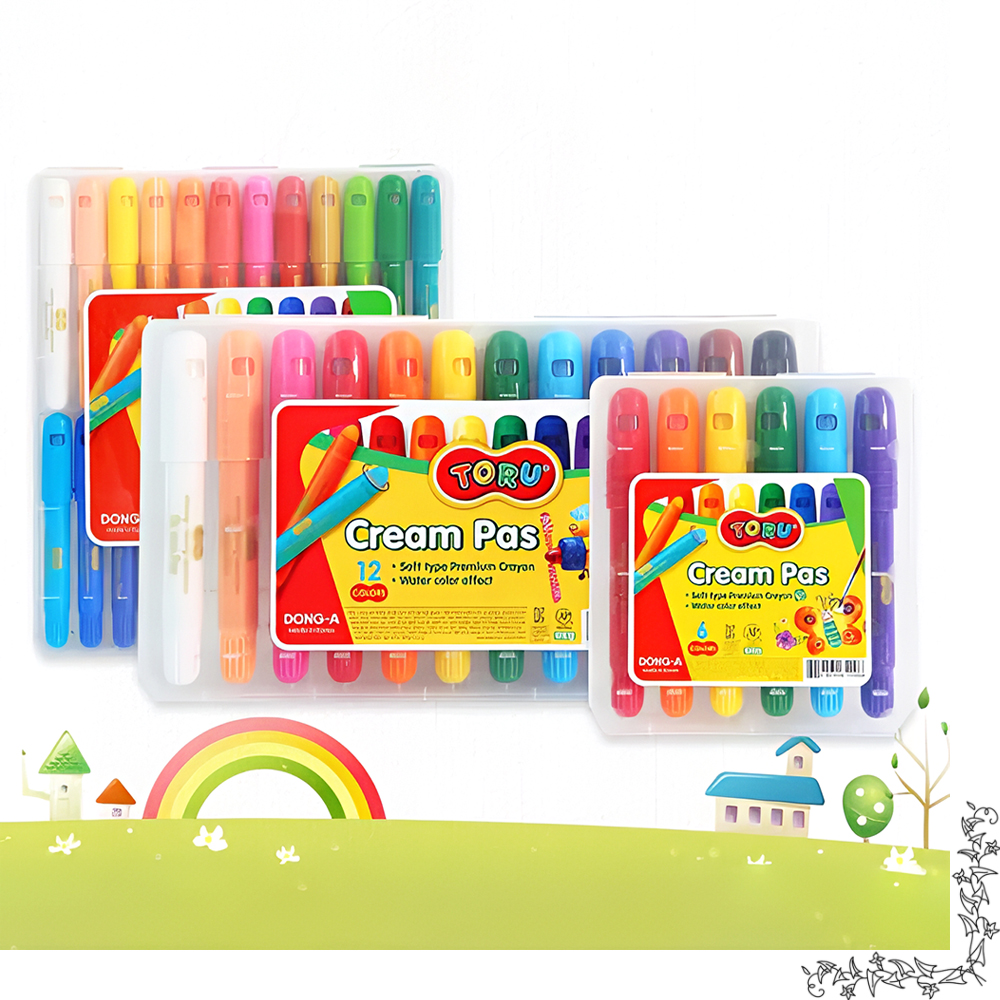 DONG
TORU
Cream Pas
• Soft type Premium Crayon
• Water color effect
12
COLORS
DONG-A
TORU
Cream Pas
• Soft type Premium Crayon
• Water color effect
6
COLORS
DONG-A